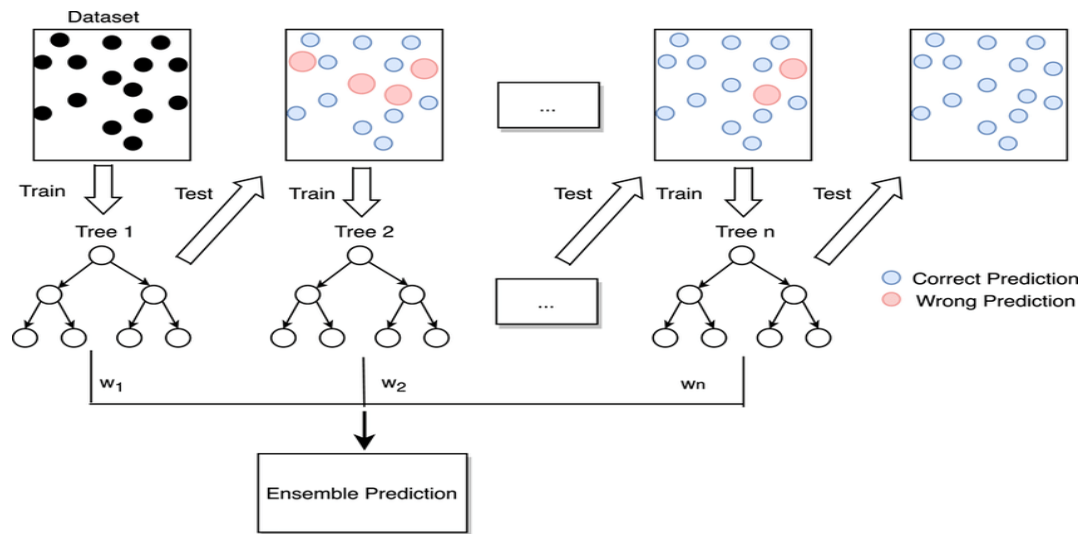 Dataset
...
Train
Test
Train
Test
Train
Test
Tree 1
Tree 2
Tree n
...
Correct Prediction
Wrong Prediction
w1
w2
wn
Ensemble Prediction